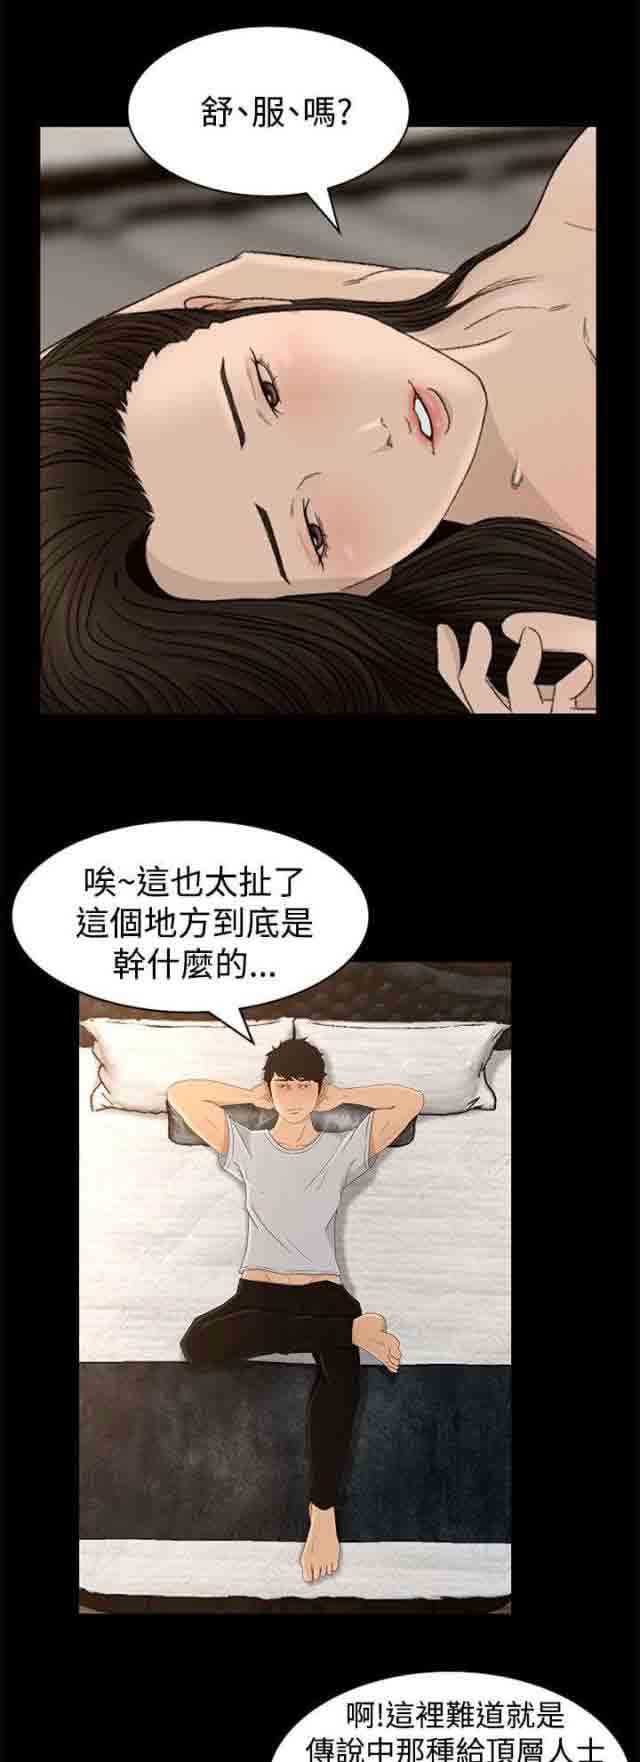 舒、服、嗎?
唉~這也太扯了
這個地方到底是
幹什麼的...
啊!這裡難道就是
傳說中那種給頂層人士